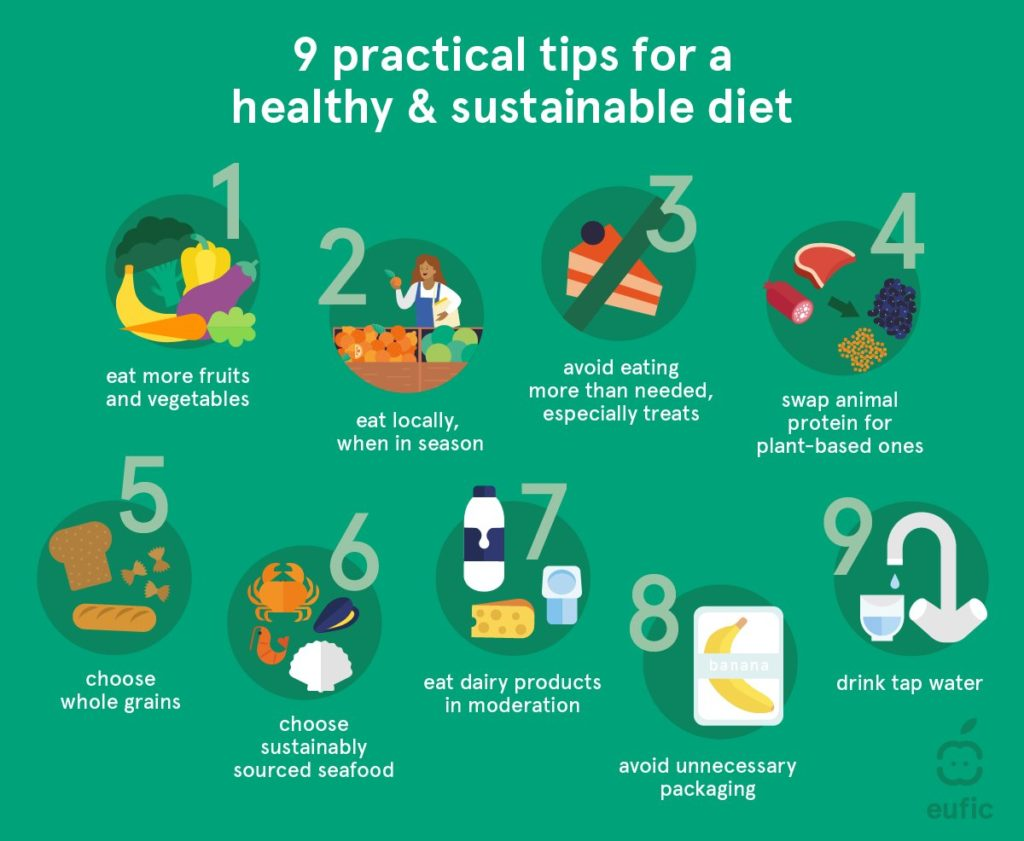 9 practical tips for a
healthy & sustainable diet
1
eat more fruits
and vegetables
2
eat locally,
when in season
3
avoid eating
more than needed,
especially treats
4
swap animal
protein for
plant-based ones
5
choose
whole grains
6
choose
sustainably
sourced seafood
7
eat dairy products
in moderation
8
banana
avoid unnecessary
packaging
9
drink tap water
eufic